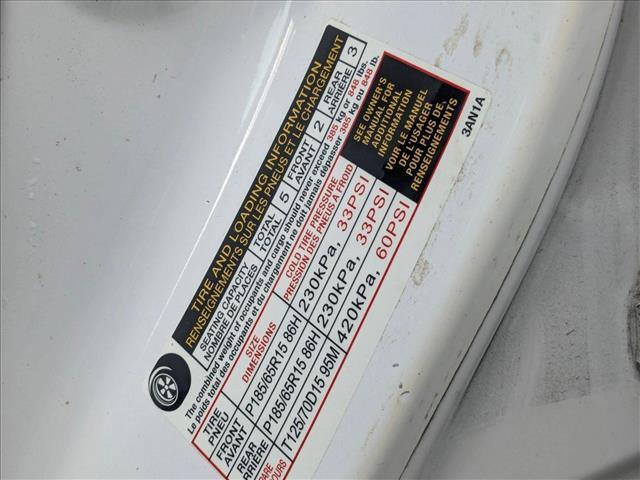 TIRE AND LOADING INFORMATION
RENSEIGNEMENTS SUR LES PNEUS ET LE CHARGEMENT
SEATING CAPACITY
NOMBRE DE PLACES
TOTAL
TOTAL
5
FRONT
AVANT
2
REAR
ARRIÈRE
3
The combined weight of occupants and cargo should never exceed 385 kg or 848 lbs.
Le poids total des occupants et du chargement ne doit jamais dépasser 385 kg ou 848 lb.
TIRE
PNEU
SIZE
DIMENSIONS
COLD TIRE PRESSURE
PRESSION DES PNEUS À FROID
FRONT
AVANT
P185/65R15 86H
230kPa, 33PSI
REAR
ARRIÈRE
P185/65R15 86H
230kPa, 33PSI
T125/70D15 95M
420kPa, 60PSI
SEE OWNER'S
MANUAL FOR
ADDITIONAL
INFORMATION
VOIR LE MANUEL
DE L'USAGER
POUR PLUS DE
RENSEIGNEMENTS
3AN1A